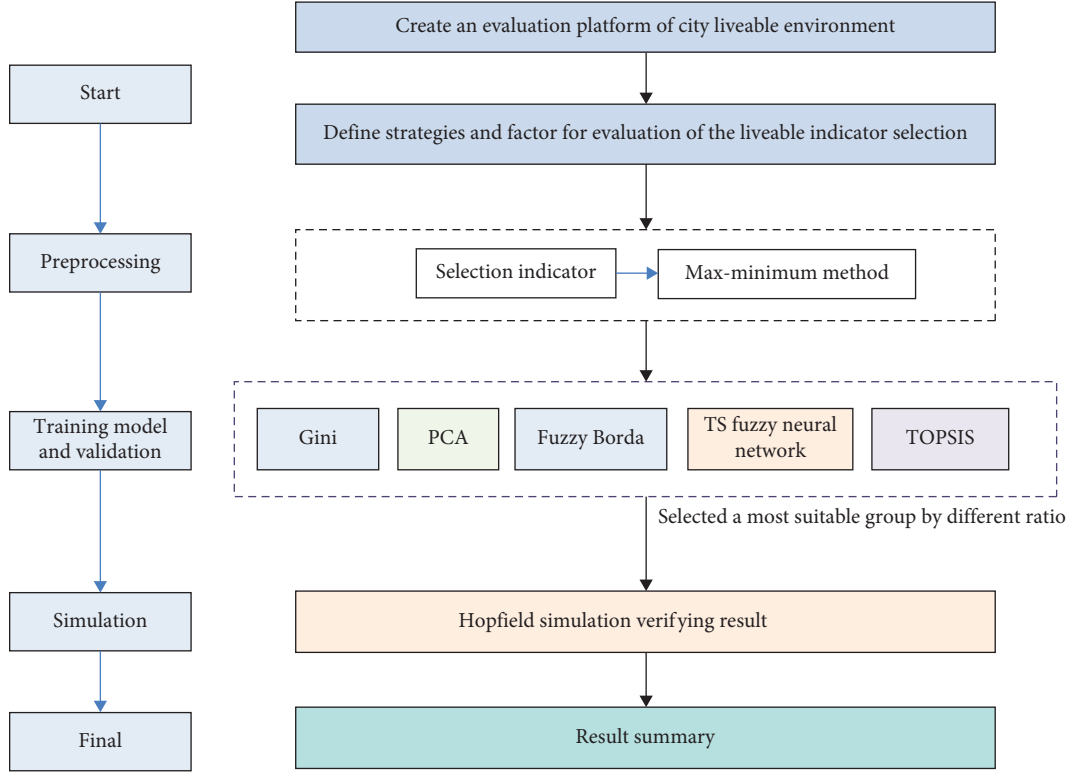 Create an evaluation platform of city liveable environment
Start
Define strategies and factor for evaluation of the liveable indicator selection
Preprocessing
Selection indicator
Max-minimum method
Training model
and validation
Gini
PCA
Fuzzy Borda
TS fuzzy neural
network
TOPSIS
Selected a most suitable group by different ratio
Simulation
Hopfield simulation verifying result
Final
Result summary